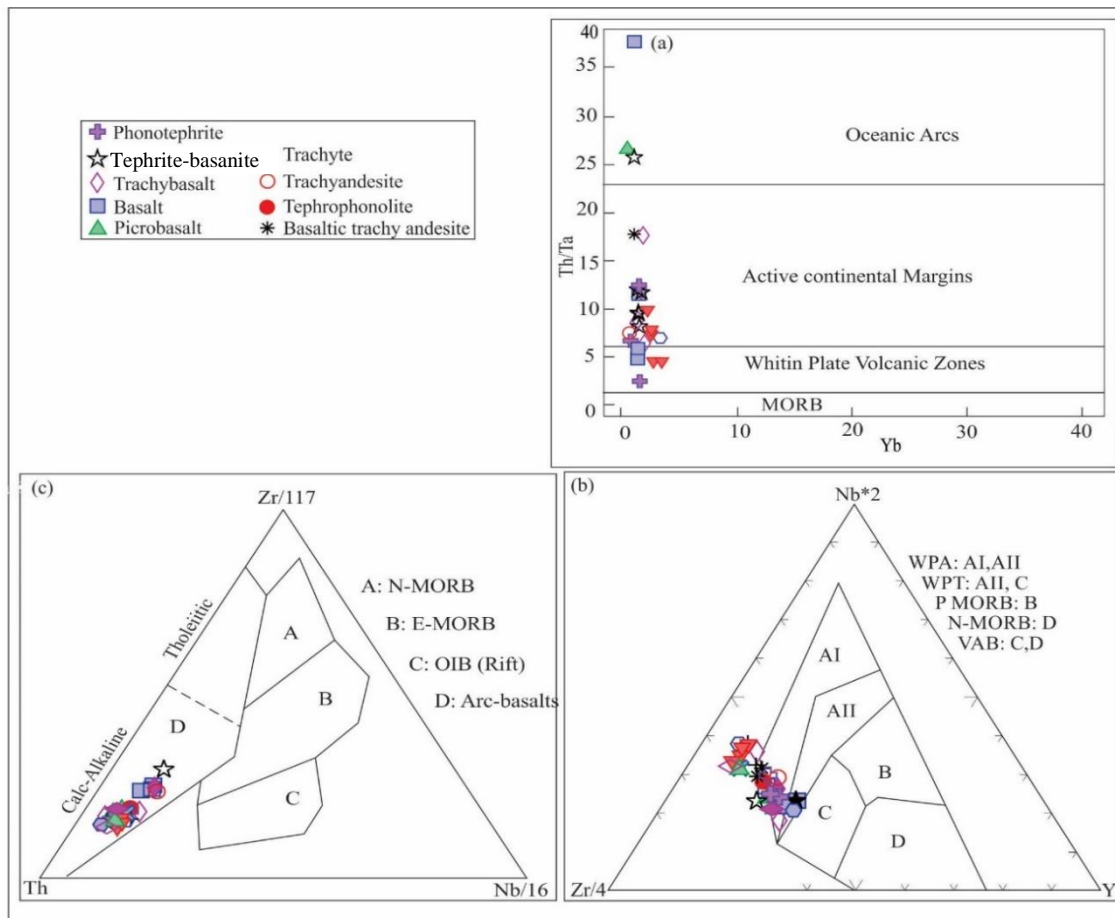 (a)
40
35
30
25
20
15
10
5
0
Th/Ta
Oceanic Arcs
Active continental Margins
Whitin Plate Volcanic Zones
MORB
0 10 20 30 40
Yb
Phonotephrite
Tephrite-basanite
Trachybasalt
Basalt
Picrobasalt
Trachyte
Trachyandesite
Tephrophonolite
Basaltic trachy andesite
(c)
Zr/117
Tholeiitic
Calc-Alkaline
A
B
C
D
A: N-MORB
B: E-MORB
C: OIB (Rift)
D: Arc-basalts
Th
Nb/16
(b)
Nb*2
WPA: AI,AII
WPT: AII, C
P MORB: B
N-MORB: D
VAB: C,D
AI
AII
B
C
D
Zr/4
Y